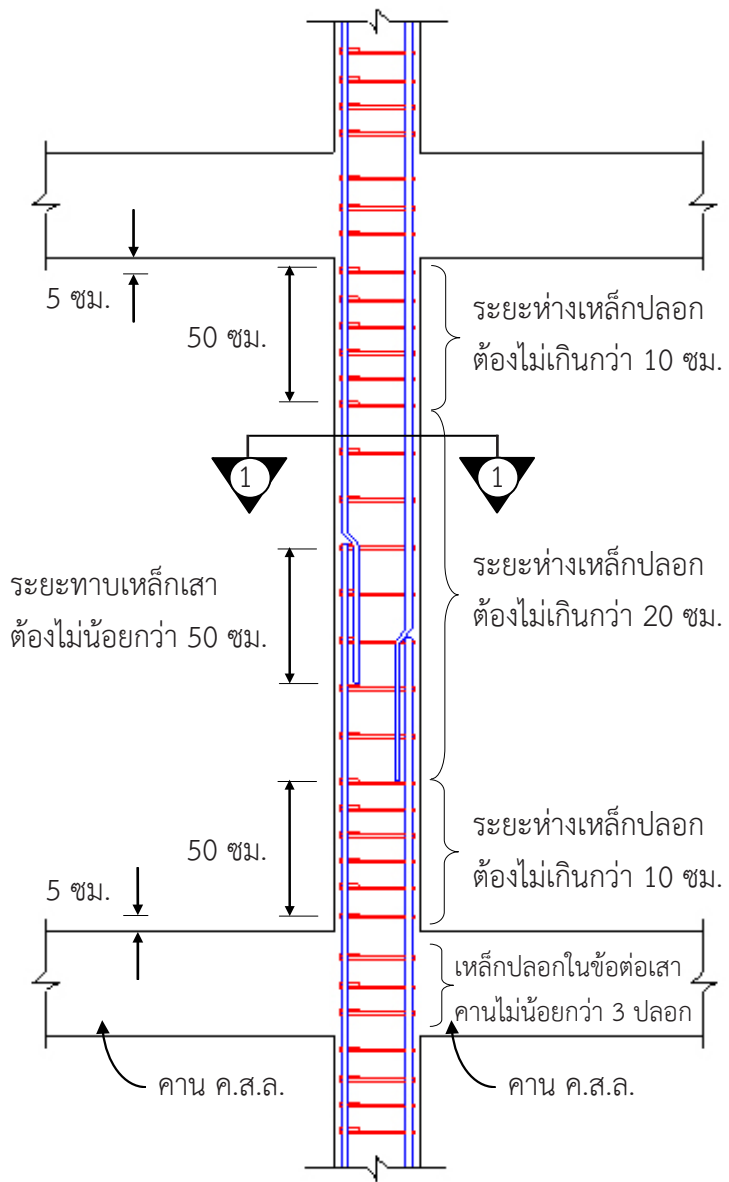 5 ซม.
50 ซม.
ระยะห่างเหล็กปลอก
ต้องไม่เกินกว่า 10 ซม.
1
1
ระยะทาบเหล็กเสา
ต้องไม่น้อยกว่า 50 ซม.
ระยะห่างเหล็กปลอก
ต้องไม่เกินกว่า 20 ซม.
50 ซม.
ระยะห่างเหล็กปลอก
ต้องไม่เกินกว่า 10 ซม.
5 ซม.
เหล็กปลอกในข้อต่อเสา
คานไม่น้อยกว่า 3 ปลอก
คาน ค.ส.ล.
คาน ค.ส.ล.